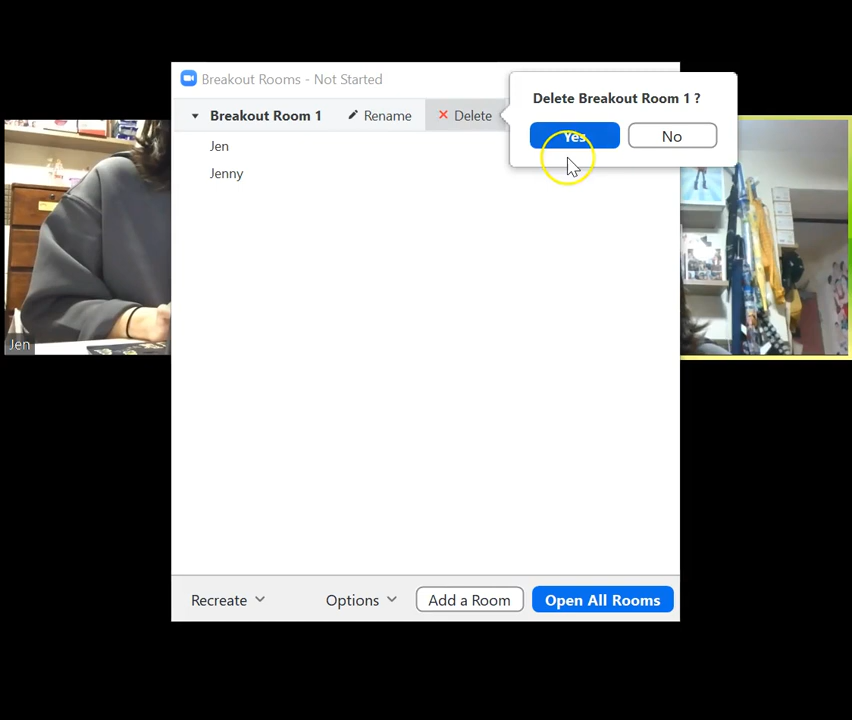 Breakout Rooms - Not Started
Delete Breakout Room 1 ?
Breakout Room 1 Rename Delete
Yes No
Jen
Jenny
Jen
Recreate Options Add a Room Open All Rooms